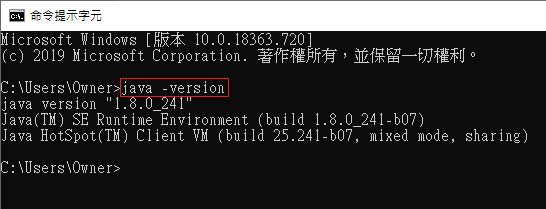 命令提示字元
Microsoft Windows [版本 10.0.18363.720]
(c) 2019 Microsoft Corporation. 著作權所有，並保留一切權利。
C:\Users\Owner>java -version
java version "1.8.0_241"
Java(TM) SE Runtime Environment (build 1.8.0_241-b07)
Java HotSpot(TM) Client VM (build 25.241-b07, mixed mode, sharing)
C:\Users\Owner>